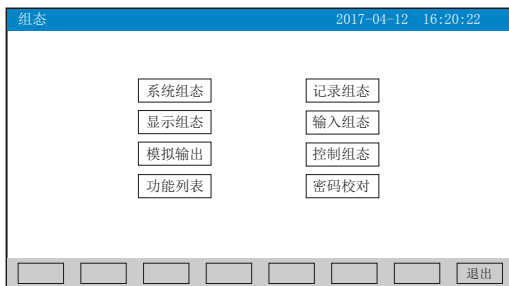 组态 2017-04-12 16:20:22
系统组态 记录组态
显示组态 输入组态
模拟输出 控制组态
功能列表 密码校对
退出